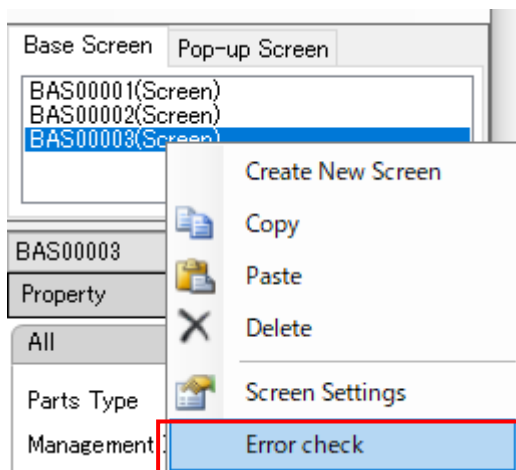 Base Screen Pop-up Screen
BAS00001(Screen)
BAS00002(Screen)
BAS00003(Screen)
Create New Screen
Copy
Paste
Delete
Screen Settings
Error check
BAS00003
Property
All
Parts Type
Management